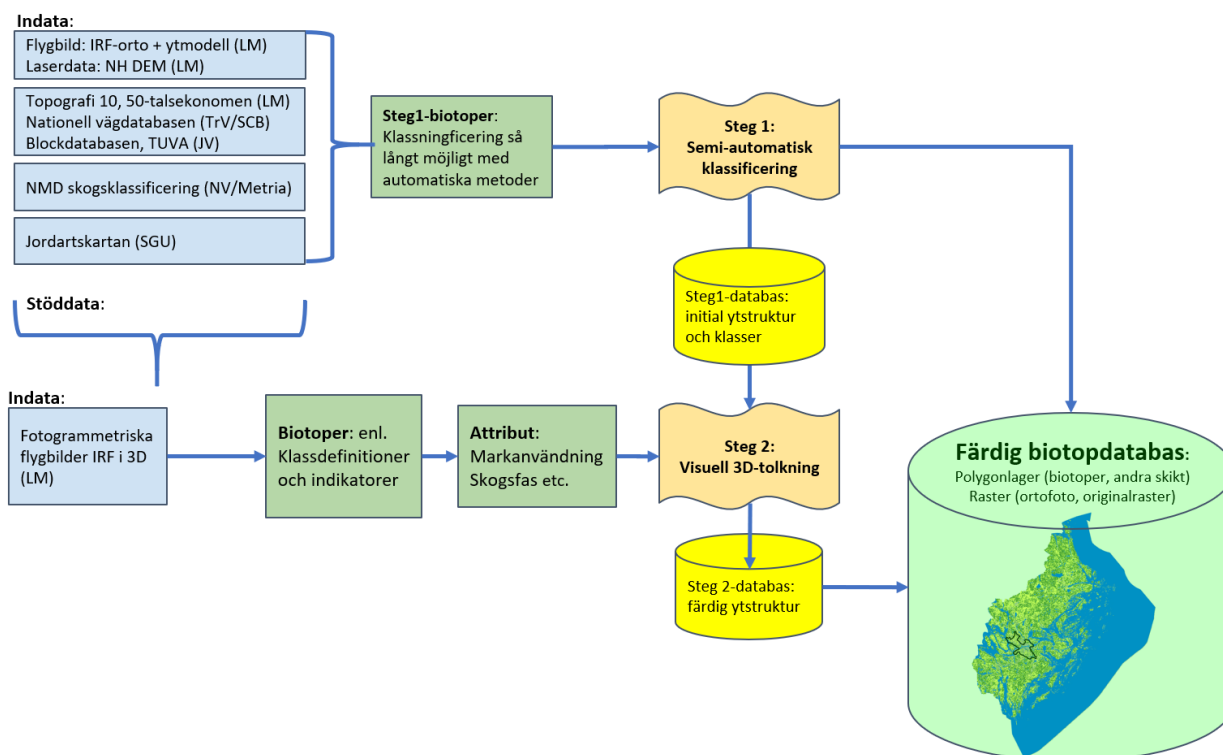 Indata:
Flygbild: IRF-orto + ytmodell (LM)
Laserdata: NH DEM (LM)
Topografi 10, 50-talsekonomen (LM)
Nationell vägdatabasen (TrV/SCB)
Blockdatabasen, TUVA (JV)
NMD skogsklassificering (NV/Metria)
Jordartskartan (SGU)
Steg1-biotoper:
Klassningficering så
långt möjligt med
automatiska metoder
Steg 1:
Semi-automatisk
klassificering
Steg1-databas:
initial ytstruktur
och klasser
Stöddata:
Indata:
Fotogrammetriska
flygbilder IRF i 3D
(LM)
Biotoper: enl.
Klassdefinitioner
och indikatorer
Attribut:
Markanvändning
Skogsfas etc.
Steg 2:
Visuell 3D-tolkning
Steg 2-databas:
färdig ytstruktur
Färdig biotopdatabas:
Polygonlager (biotoper, andra skikt)
Raster (ortofoto, originalraster)